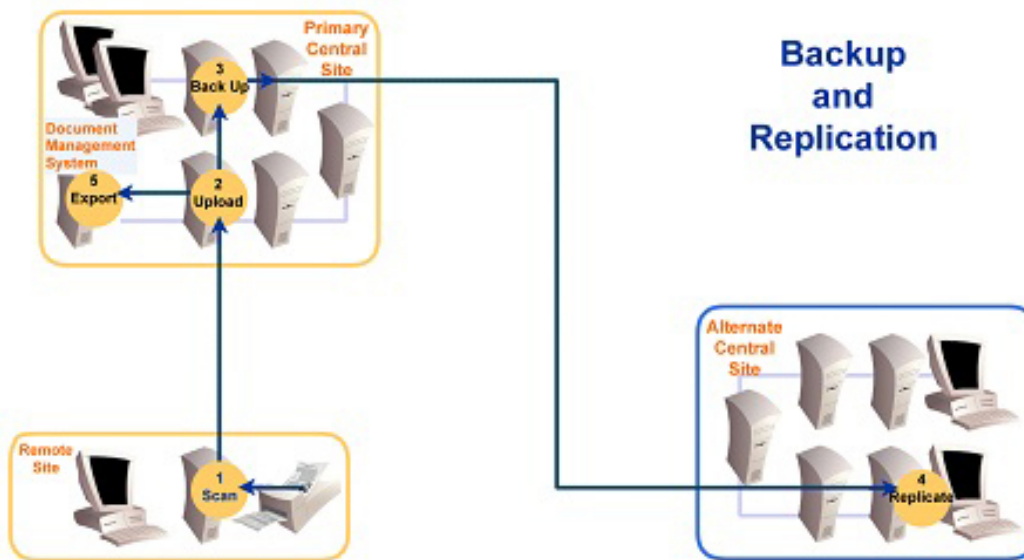 Primary
Central
Site
3
Back Up
Document
Management
System
5
Export
2
Upload
Backup
and
Replication
Alternate
Central
Site
Remote
Site
1
Scan
4
Replicate